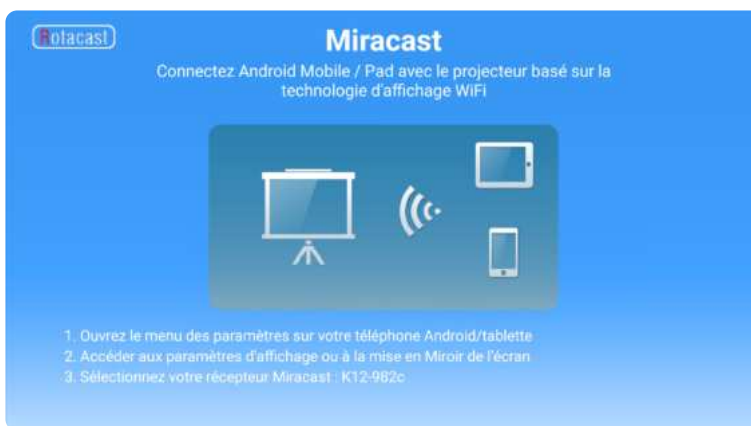 Rotacast
Miracast
Connectez Android Mobile / Pad avec le projecteur basé sur la
technologie d'affichage WiFi
1. Ouvrez le menu des paramètres sur votre téléphone Android/tablette
2. Accéder aux paramètres d'affichage ou à la mise en Miroir de l'écran
3. Sélectionnez votre récepteur Miracast : K12-982c